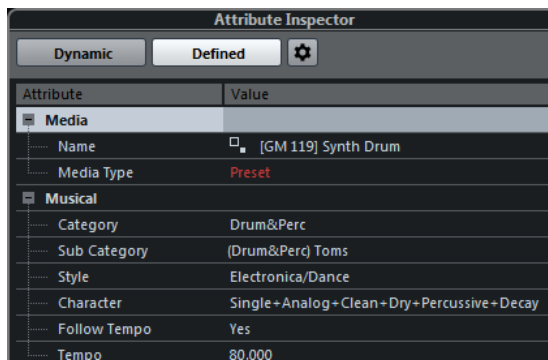 Attribute Inspector
Dynamic Defined
Attribute Value
Media
Name [GM 119] Synth Drum
Media Type Preset
Musical
Category Drum&Perc
Sub Category (Drum&Perc) Toms
Style Electronica/Dance
Character Single+Analog+Clean+Dry+Percussive+Decay
Follow Tempo Yes
Tempo 80.000